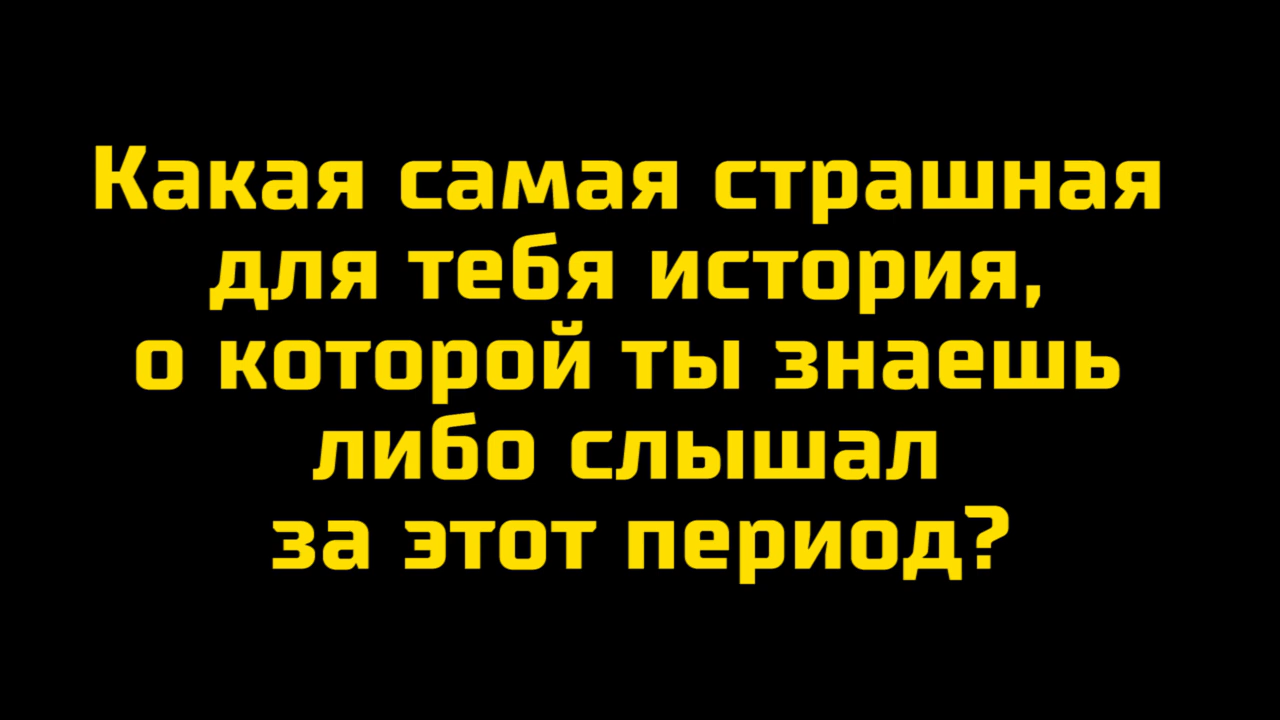 Какая самая страшная
для тебя история,
о которой ты знаешь
либо слышал
за этот период?